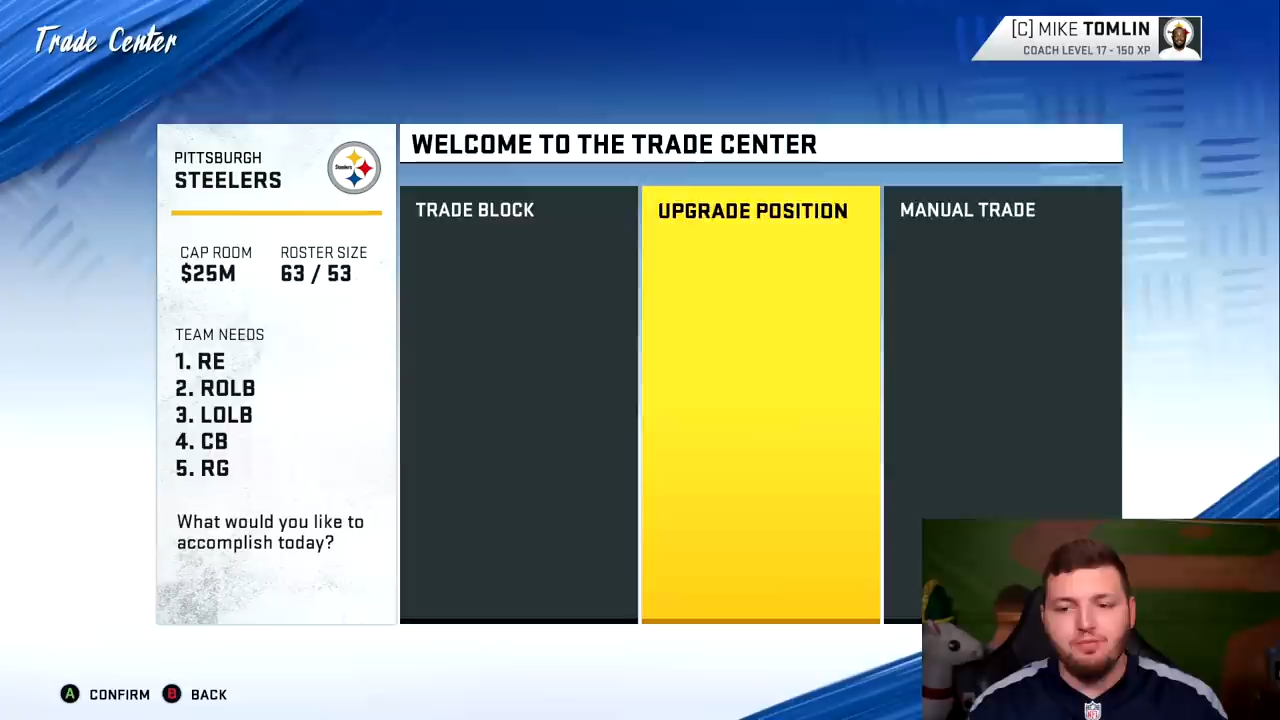 Trade Center
[C] MIKE TOMLIN
COACH LEVEL 17 - 150 XP
PITTSBURGH
STEELERS
Steelers
CAP ROOM
$25M
ROSTER SIZE
63 / 53
TEAM NEEDS
1. RE
2. ROLB
3. LOLB
4. CB
5. RG
What would you like to
accomplish today?
WELCOME TO THE TRADE CENTER
TRADE BLOCK
UPGRADE POSITION
MANUAL TRADE
A CONFIRM B BACK
NFL